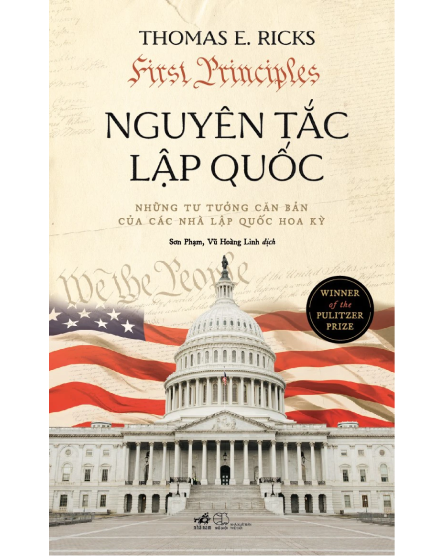 THOMAS E. RICKS
First Principles
NGUYÊN TẮC
LẬP QUỐC
NHỮNG TƯ TƯỞNG CĂN BẢN
CỦA CÁC NHÀ LẬP QUỐC HOA KỲ
Sơn Phạm, Vũ Hoàng Linh dịch
We the People
WINNER
of the
PULITZER
PRIZE